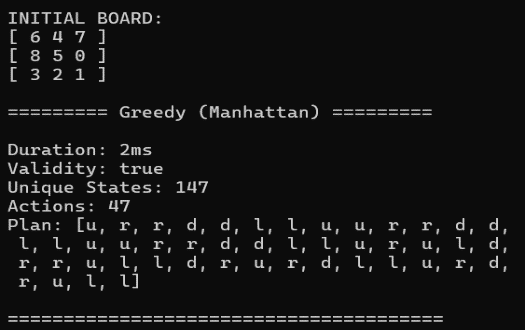 INITIAL BOARD:
[ 6 4 7 ]
[ 8 5 0 ]
[ 3 2 1 ]
========= Greedy (Manhattan) =========
Duration: 2ms
Validity: true
Unique States: 147
Actions: 47
Plan: [u, r, r, d, d, l, l, u, u, r, r, d, d,
l, l, u, u, r, r, d, d, l, l, u, r, u, l, d,
r, r, u, l, l, d, r, u, r, d, l, l, u, r, d,
r, u, l, l]
======================================